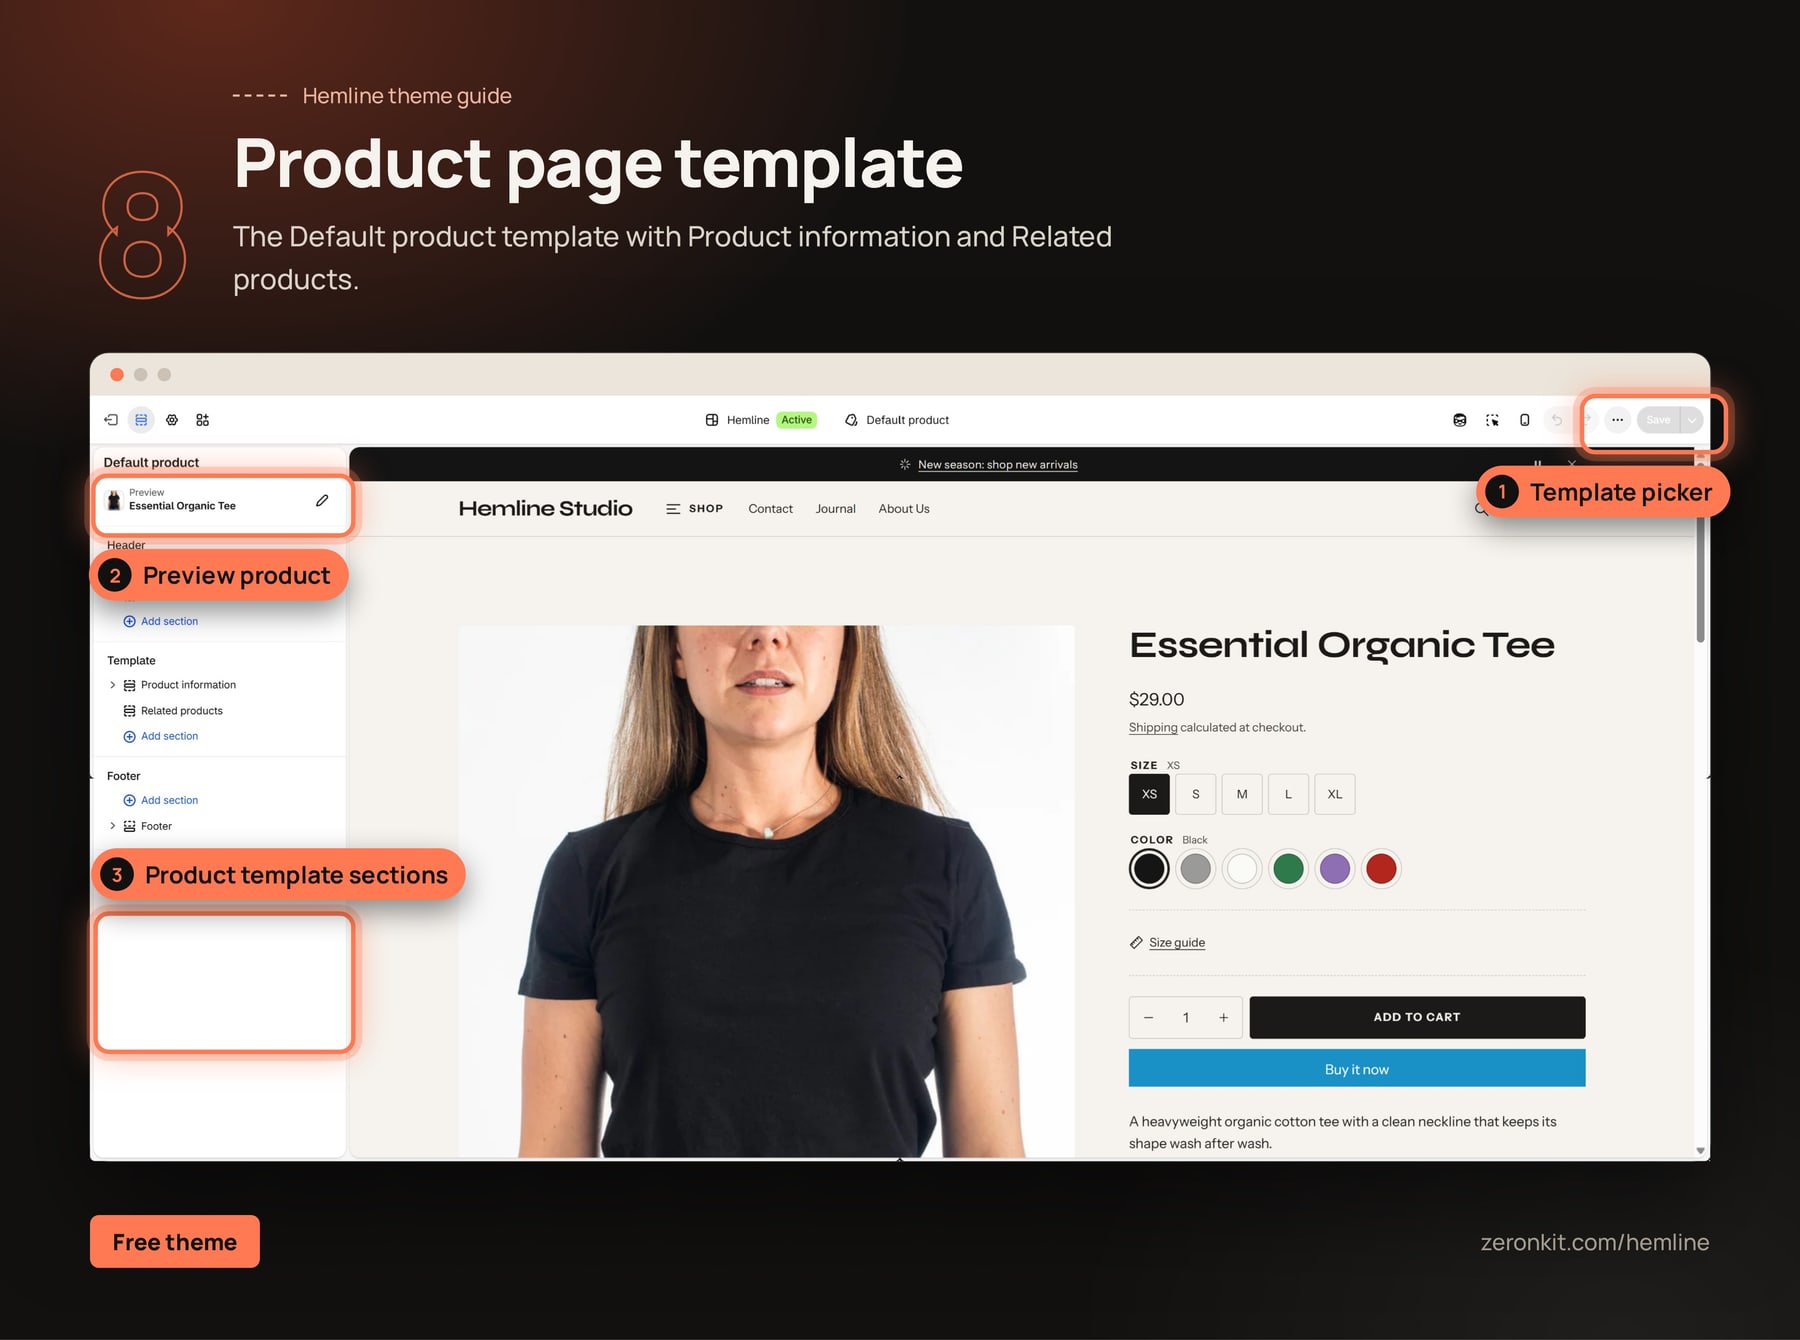 Hemline theme guide
8
Product page template
The Default product template with Product information and Related
products.
Hemline Active Default product
Save
Default product
Preview
Essential Organic Tee
Header
2 Preview product
Add section
Template
Product information
Related products
Add section
Footer
Add section
Footer
3 Product template sections
New season: shop new arrivals
1 Template picker
Hemline Studio SHOP Contact Journal About Us
Essential Organic Tee
$29.00
Shipping calculated at checkout.
SIZE XS
XS S M L XL
COLOR Black
Size guide
− 1 + ADD TO CART
Buy it now
A heavyweight organic cotton tee with a clean neckline that keeps its
shape wash after wash.
Free theme
zeronkit.com/hemline